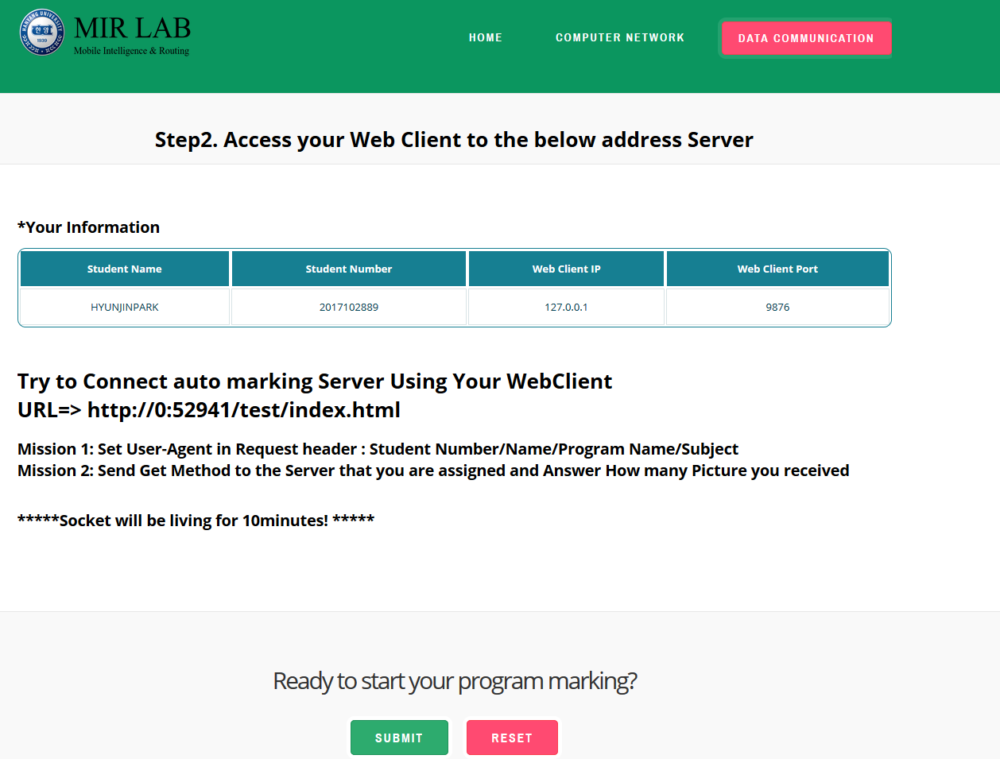 HANYANG UNIVERSITY
한양
1939
MIR LAB
Mobile Intelligence & Routing
HOME
COMPUTER NETWORK
DATA COMMUNICATION
Step2. Access your Web Client to the below address Server
*Your Information
Student Name Student Number Web Client IP Web Client Port
HYUNJINPARK 2017102889 127.0.0.1 9876
Try to Connect auto marking Server Using Your WebClient
URL=> http://0:52941/test/index.html
Mission 1: Set User-Agent in Request header : Student Number/Name/Program Name/Subject
Mission 2: Send Get Method to the Server that you are assigned and Answer How many Picture you received
*****Socket will be living for 10minutes! *****
Ready to start your program marking?
SUBMIT
RESET